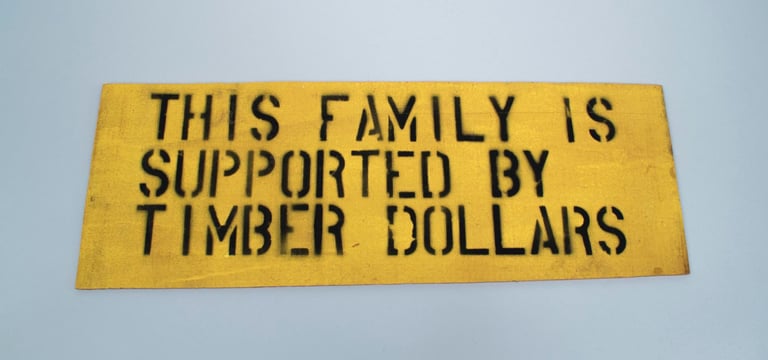 THIS FAMILY IS
SUPPORTED BY
TIMBER DOLLARS